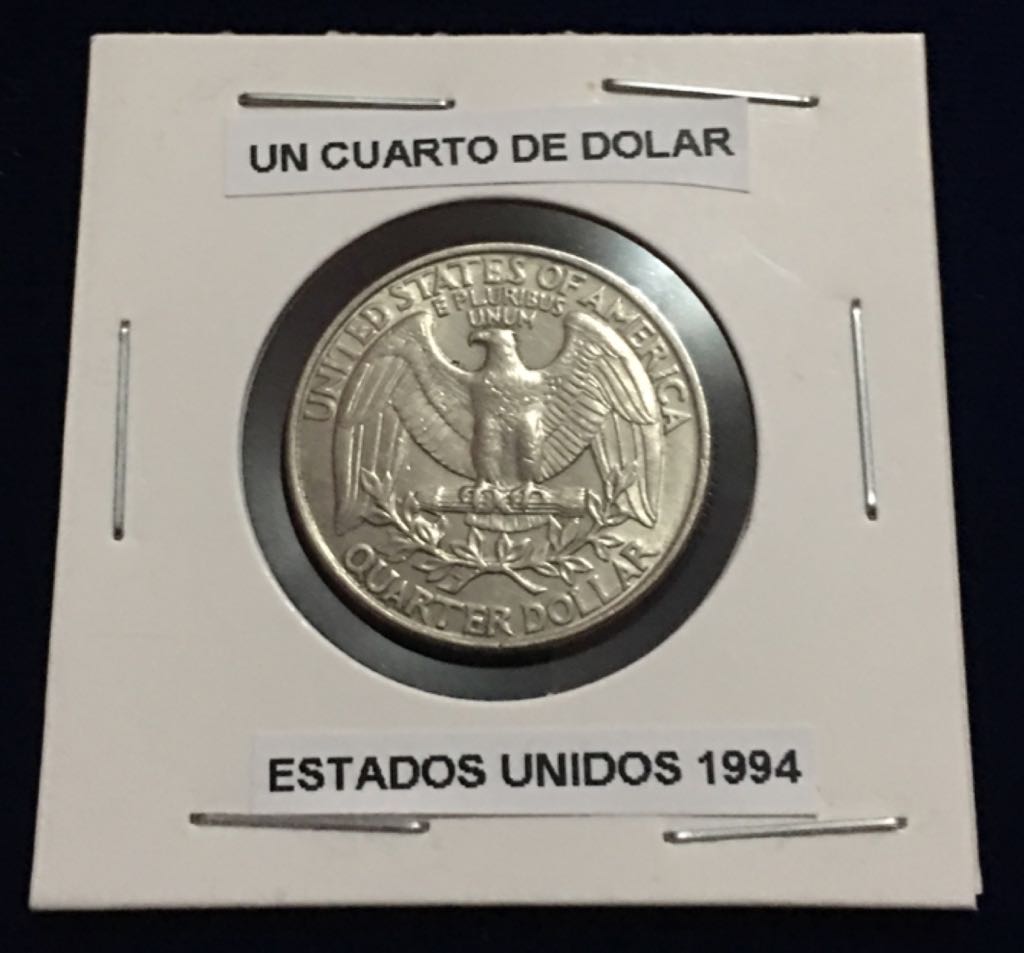 UN CUARTO DE DOLAR
UNITED STATES OF AMERICA
E PLURIBUS
UNUM
QUARTER DOLLAR
ESTADOS UNIDOS 1994